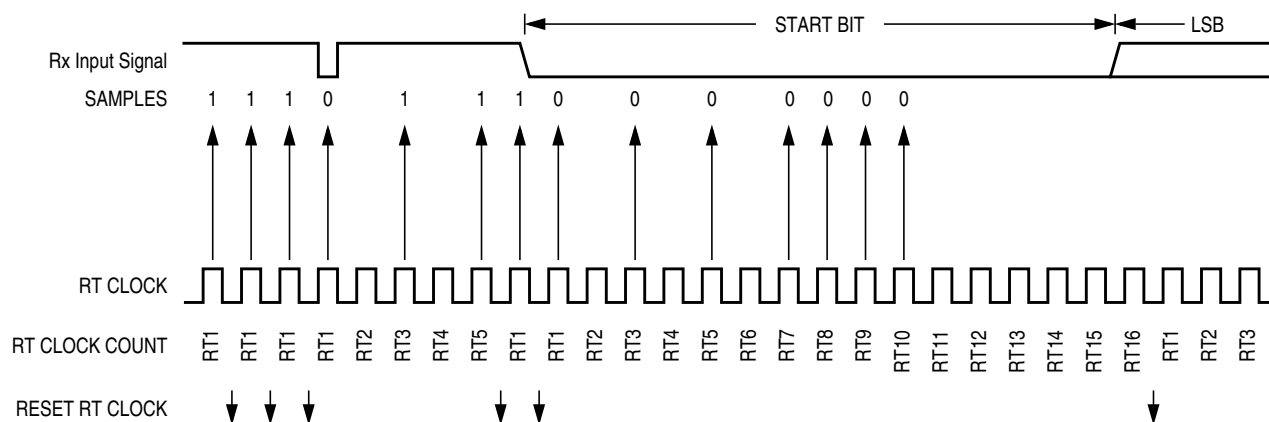 START BIT LSB
Rx Input Signal
SAMPLES 1 1 1 0 1 1 1 0 0 0 0 0 0 0
RT CLOCK
RT CLOCK COUNT RT1 RT1 RT1 RT1 RT2 RT3 RT4 RT5 RT1 RT1 RT2 RT3 RT4 RT5 RT6 RT7 RT8 RT9 RT10 RT11 RT12 RT13 RT14 RT15 RT16 RT1 RT2 RT3
RESET RT CLOCK